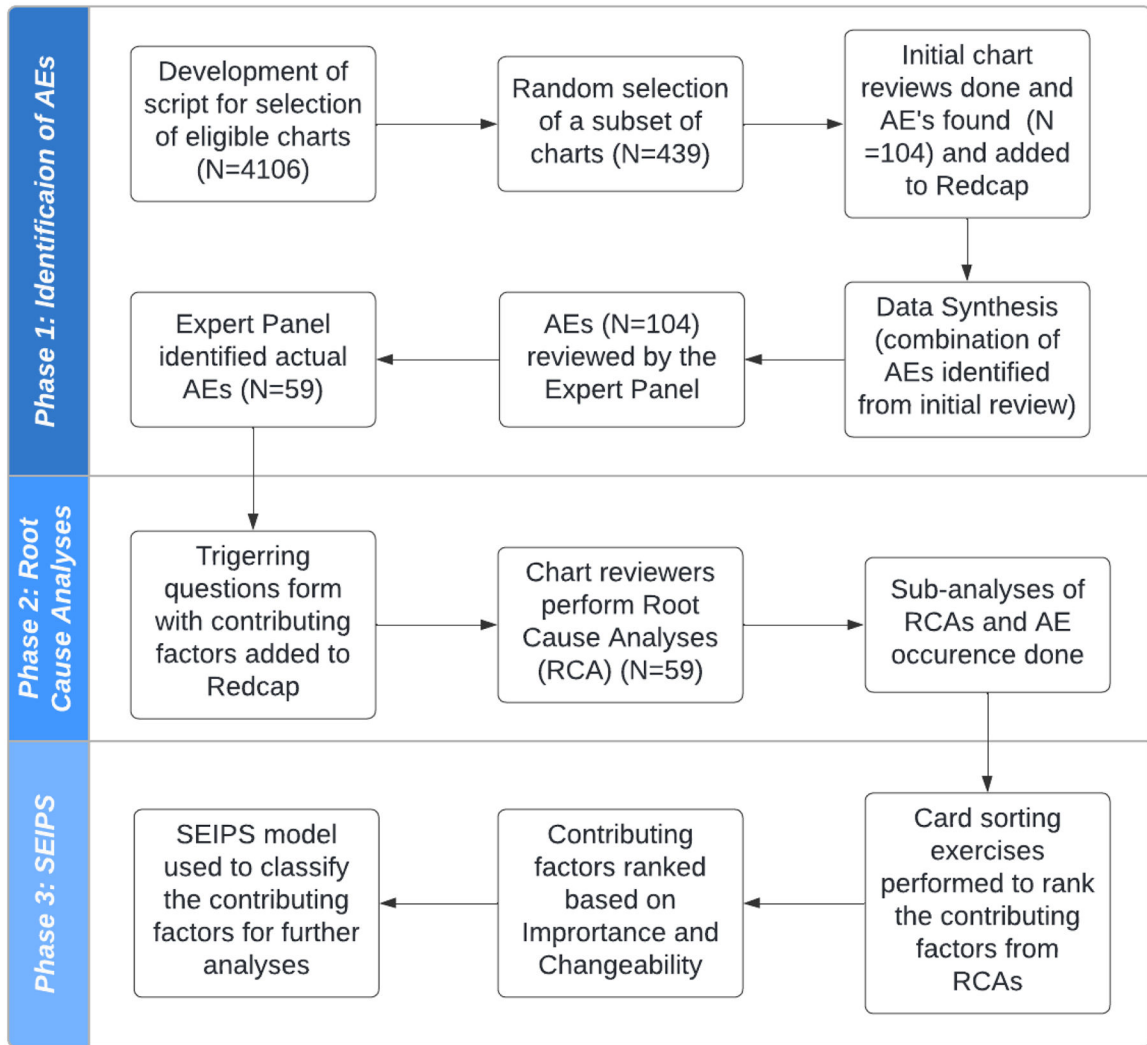 Phase 1: Identificaion of AEs
Development of
script for selection
of eligible charts
(N=4106)
Random selection
of a subset of
charts (N=439)
Initial chart
reviews done and
AE's found  (N
=104) and added
to Redcap
Data Synthesis
(combination of
AEs identified
from initial review)
AEs (N=104)
reviewed by the
Expert Panel
Expert Panel
identified actual
AEs (N=59)
Phase 2: Root
Cause Analyses
Trigerring
questions form
with contributing
factors added to
Redcap
Chart reviewers
perform Root
Cause Analyses
(RCA) (N=59)
Sub-analyses of
RCAs and AE
occurence done
Phase 3: SEIPS
Card sorting
exercises
performed to rank
the contributing
factors from
RCAs
Contributing
factors ranked
based on
Imprortance and
Changeability
SEIPS model
used to classify
the contributing
factors for further
analyses